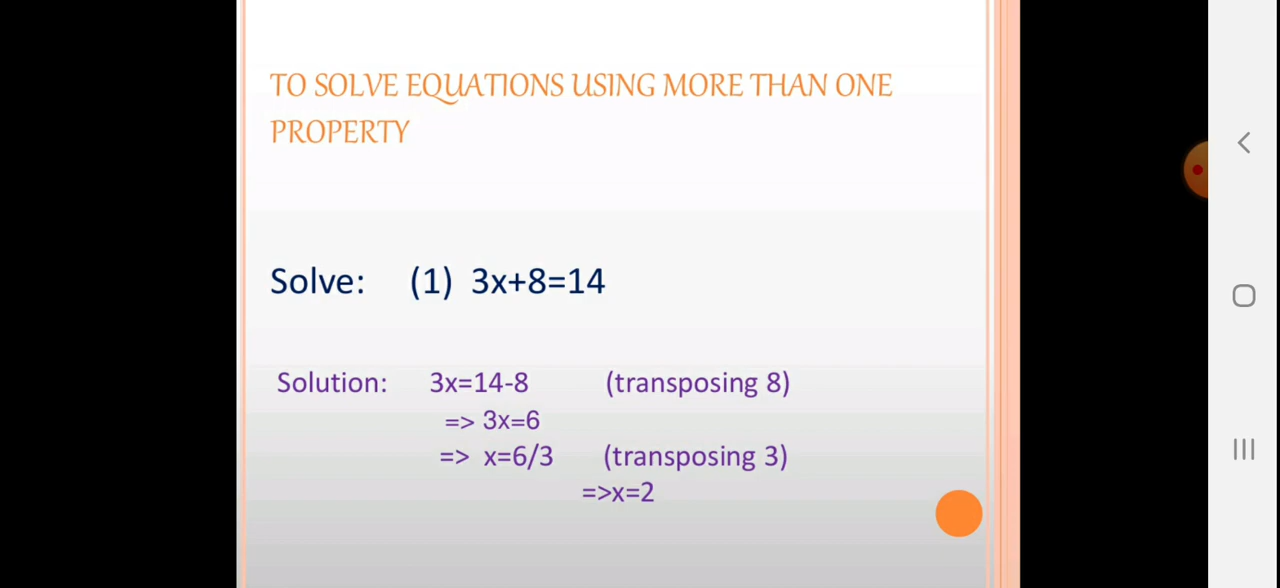 TO SOLVE EQUATIONS USING MORE THAN ONE
PROPERTY
Solve: (1) 3x+8=14
Solution: 3x=14-8 (transposing 8)
=> 3x=6
=> x=6/3 (transposing 3)
=>x=2